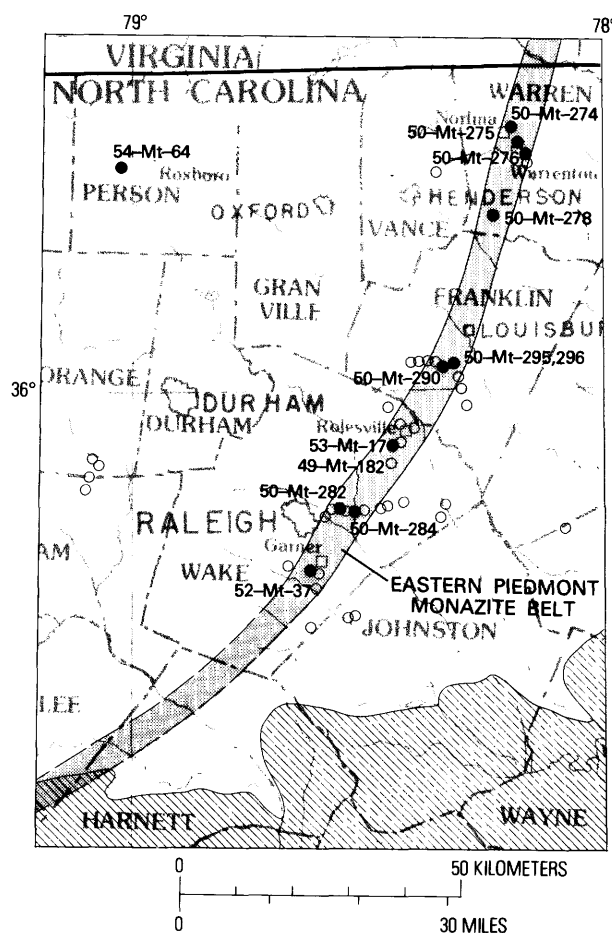 79°
78°
VIRGINIA
NORTH CAROLINA
WARREN
50-Mt-274
Norlina
50-Mt-275
54-Mt-64
50-Mt-276
Roxboro
Warrenton
PERSON
HENDERSON
OXFORD
50-Mt-278
VANCE
GRAN
VILLE
FRANKLIN
LOUISBUR
50-Mt-295,296
36°
ORANGE
50-Mt-290
DURHAM
DURHAM
Rolesville
53-Mt-17
49-Mt-182
50-Mt-282
RALEIGH
50-Mt-284
Garner
AM
WAKE
EASTERN PIEDMONT
MONAZITE BELT
52-Mt-37
JOHNSTON
LEE
HARNETT
WAYNE
0 50 KILOMETERS
0 30 MILES